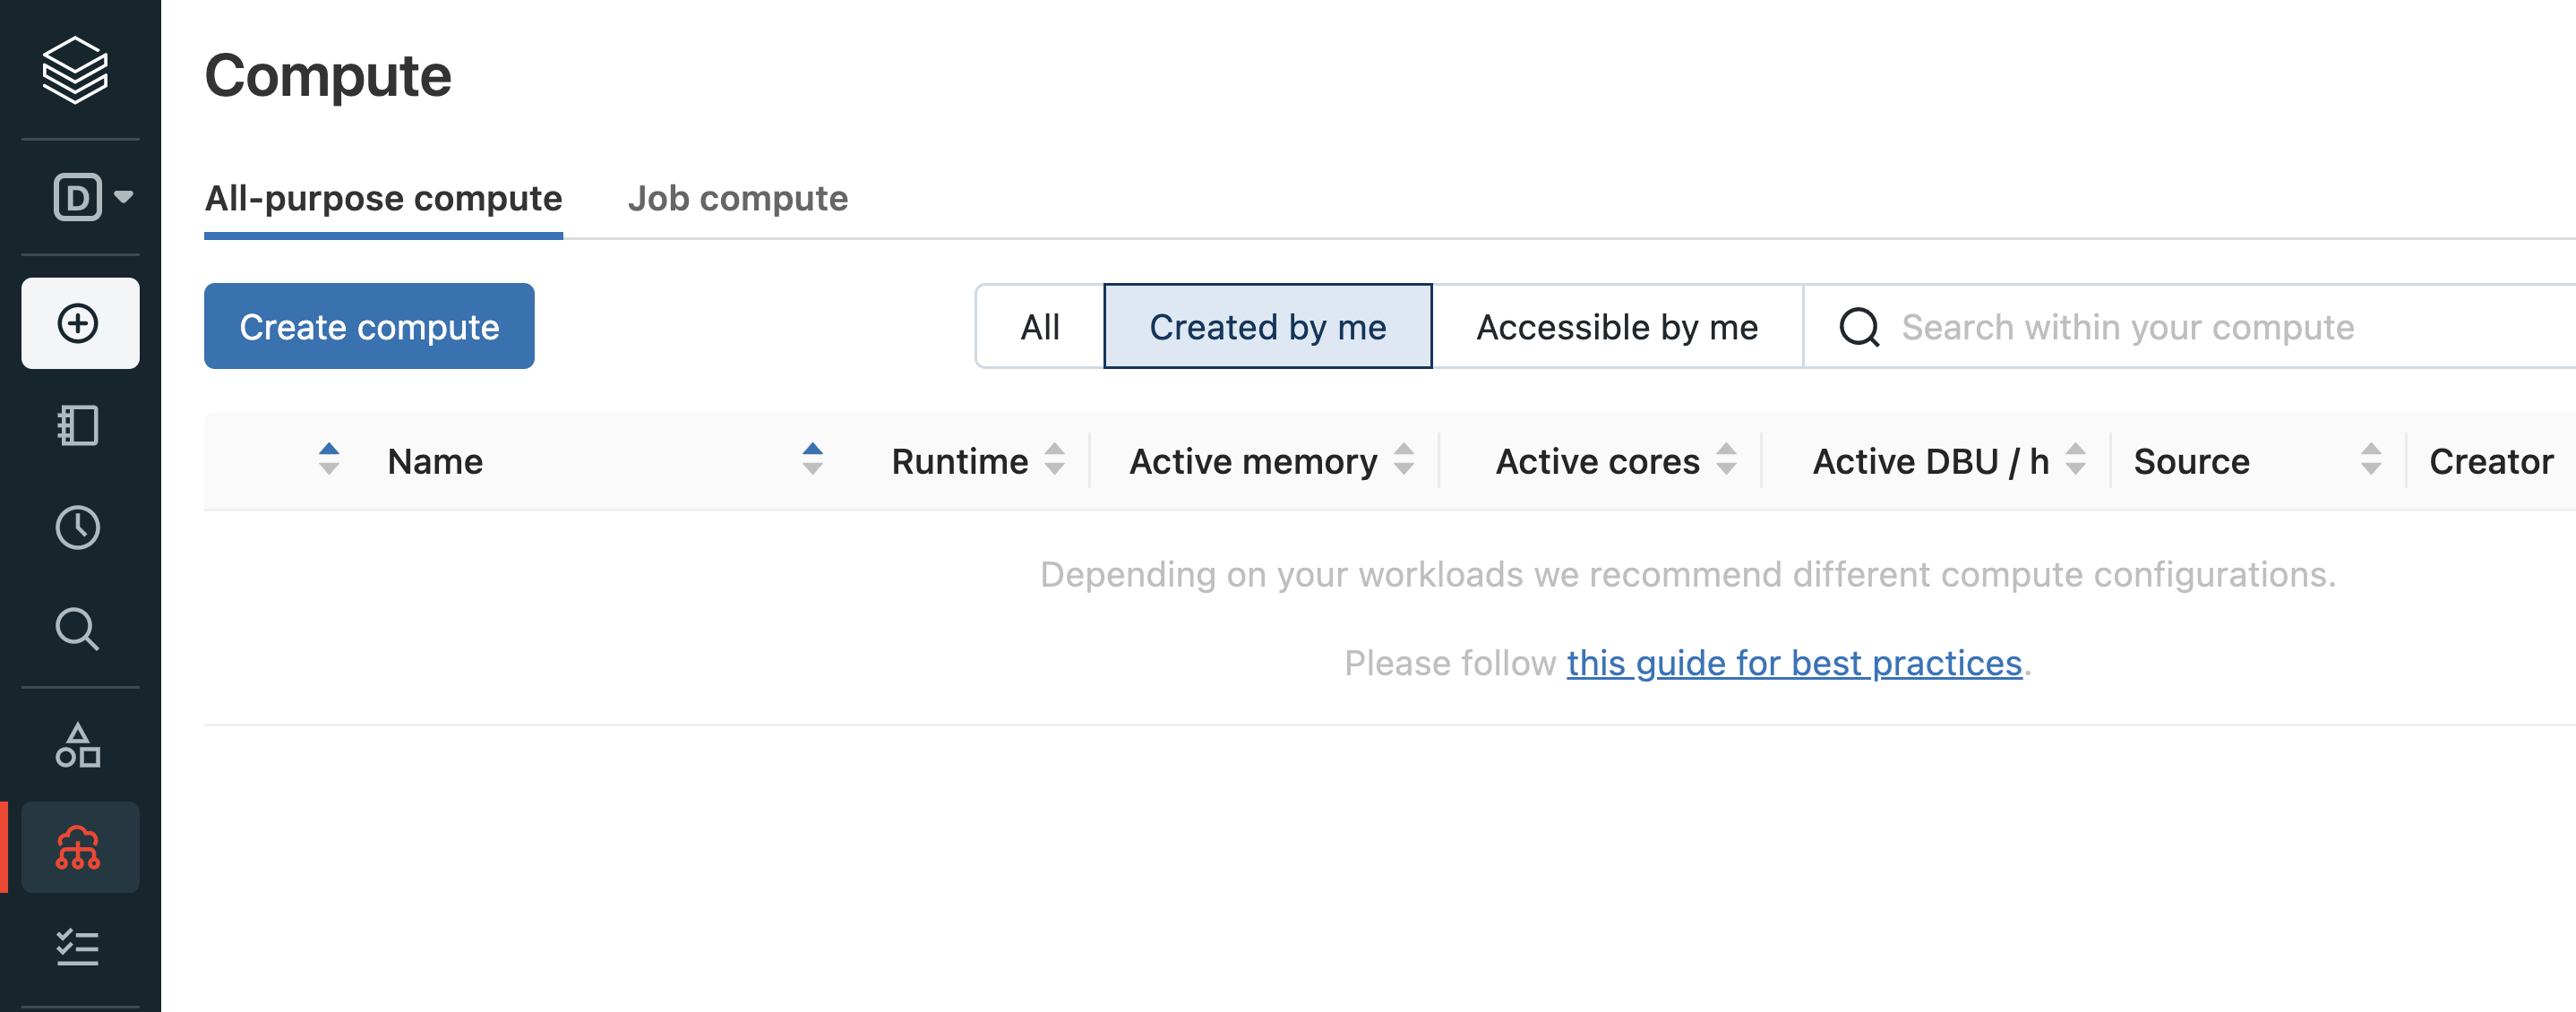 Compute
D
All-purpose compute Job compute
Create compute All Created by me Accessible by me Search within your compute
Name Runtime Active memory Active cores Active DBU / h Source Creator
Depending on your workloads we recommend different compute configurations.
Please follow this guide for best practices.